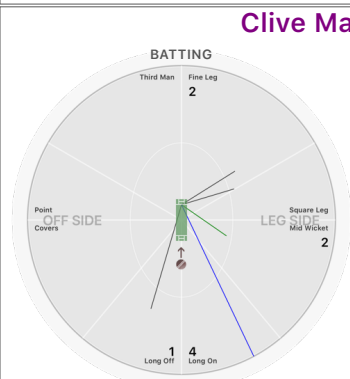 Clive Ma
BATTING
Third Man Fine Leg
2
Point Square Leg
OFF SIDE LEG SIDE
Covers Mid Wicket
2
1 4
Long Off Long On